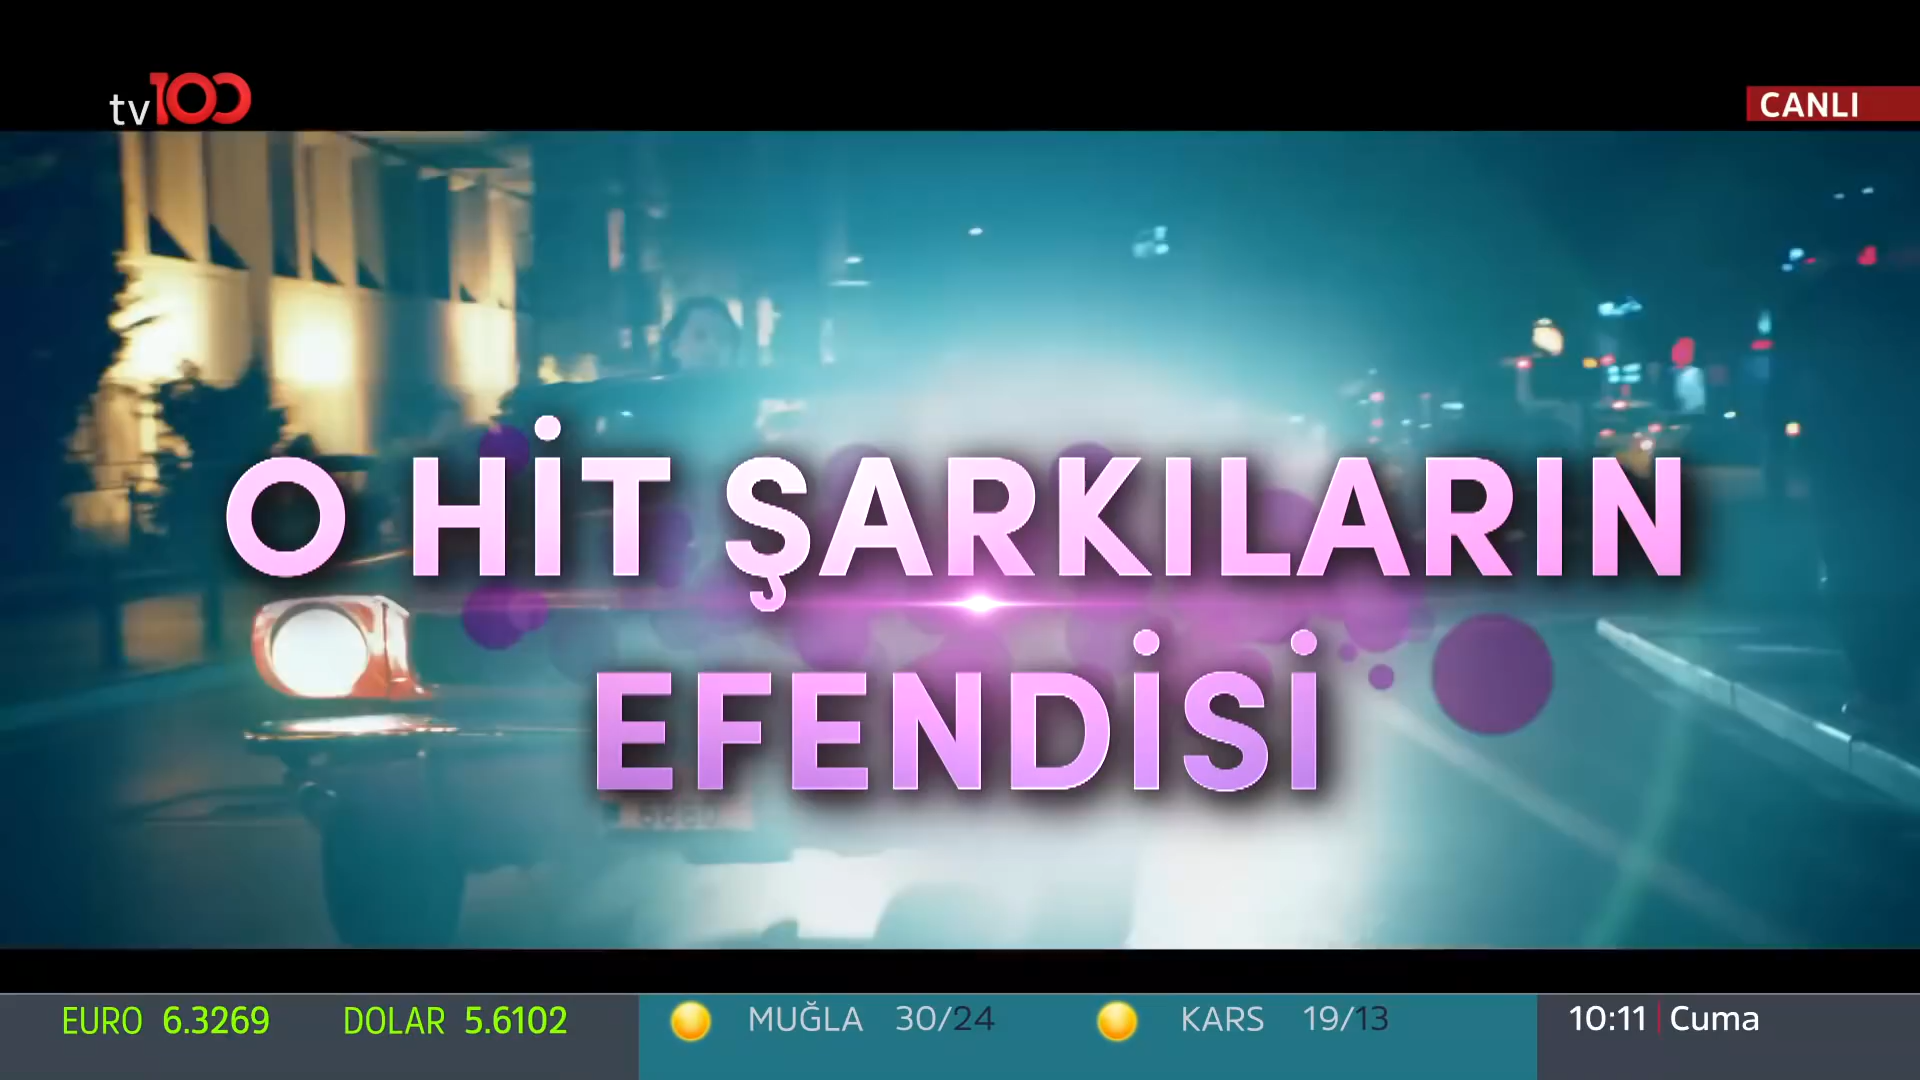 tv100
CANLI
O HİT ŞARKILARIN
EFENDİSİ
EURO 6.3269 DOLAR 5.6102 MUĞLA 30/24 KARS 19/13 10:11 Cuma